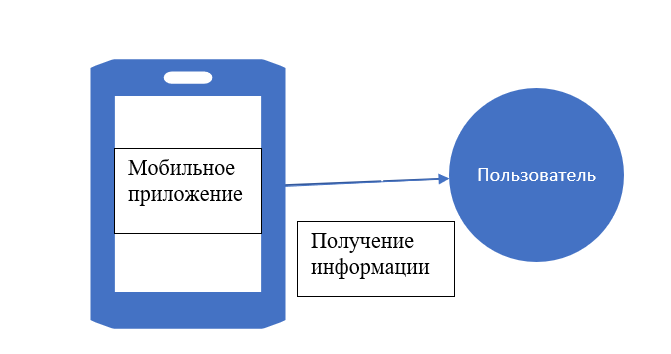 Мобильное
приложение
Пользователь
Получение
информации